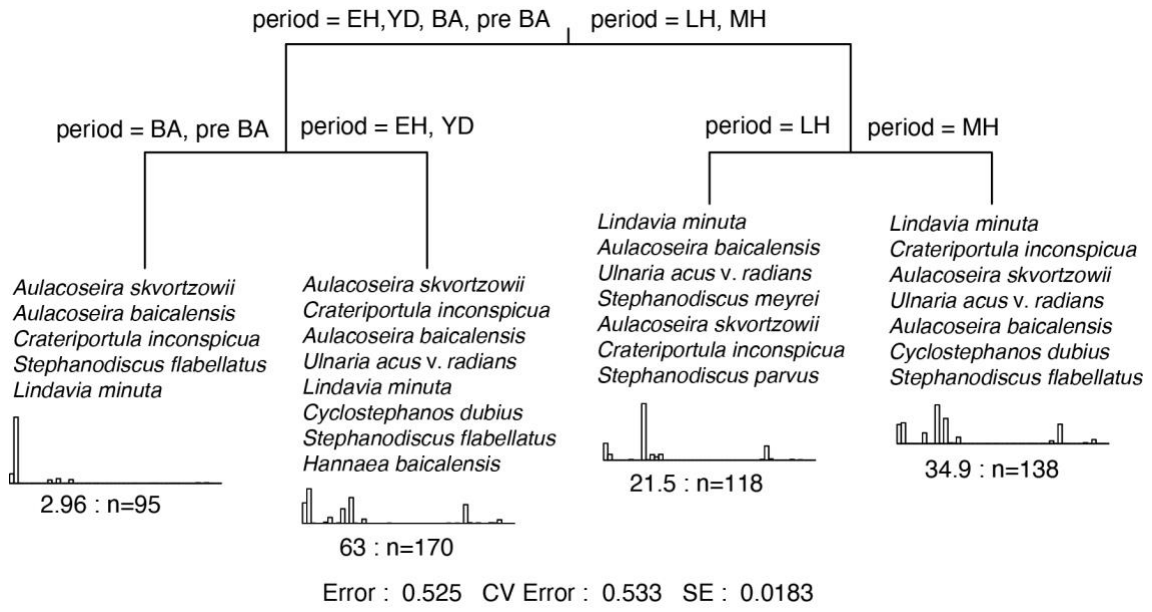 period = EH,YD, BA, pre BA
period = LH, MH
period = BA, pre BA
period = EH, YD
period = LH
period = MH
Aulacoseira skvortzowii
Aulacoseira baicalensis
Crateriportula inconspicua
Stephanodiscus flabellatus
Lindavia minuta
2.96 : n=95
Aulacoseira skvortzowii
Crateriportula inconspicua
Aulacoseira baicalensis
Ulnaria acus v. radians
Lindavia minuta
Cyclostephanos dubius
Stephanodiscus flabellatus
Hannaea baicalensis
63 : n=170
Lindavia minuta
Aulacoseira baicalensis
Ulnaria acus v. radians
Stephanodiscus meyrei
Aulacoseira skvortzowii
Crateriportula inconspicua
Stephanodiscus parvus
21.5 : n=118
Lindavia minuta
Crateriportula inconspicua
Aulacoseira skvortzowii
Ulnaria acus v. radians
Aulacoseira baicalensis
Cyclostephanos dubius
Stephanodiscus flabellatus
34.9 : n=138
Error : 0.525 CV Error : 0.533 SE : 0.0183